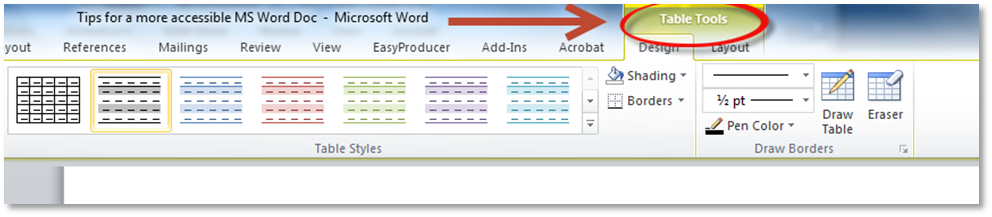 Tips for a more accessible MS Word Doc - Microsoft Word
Table Tools
yout References Mailings Review View EasyProducer Add-Ins Acrobat Design Layout
Shading
Borders
½ pt
Pen Color
Draw
Table
Eraser
Table Styles
Draw Borders